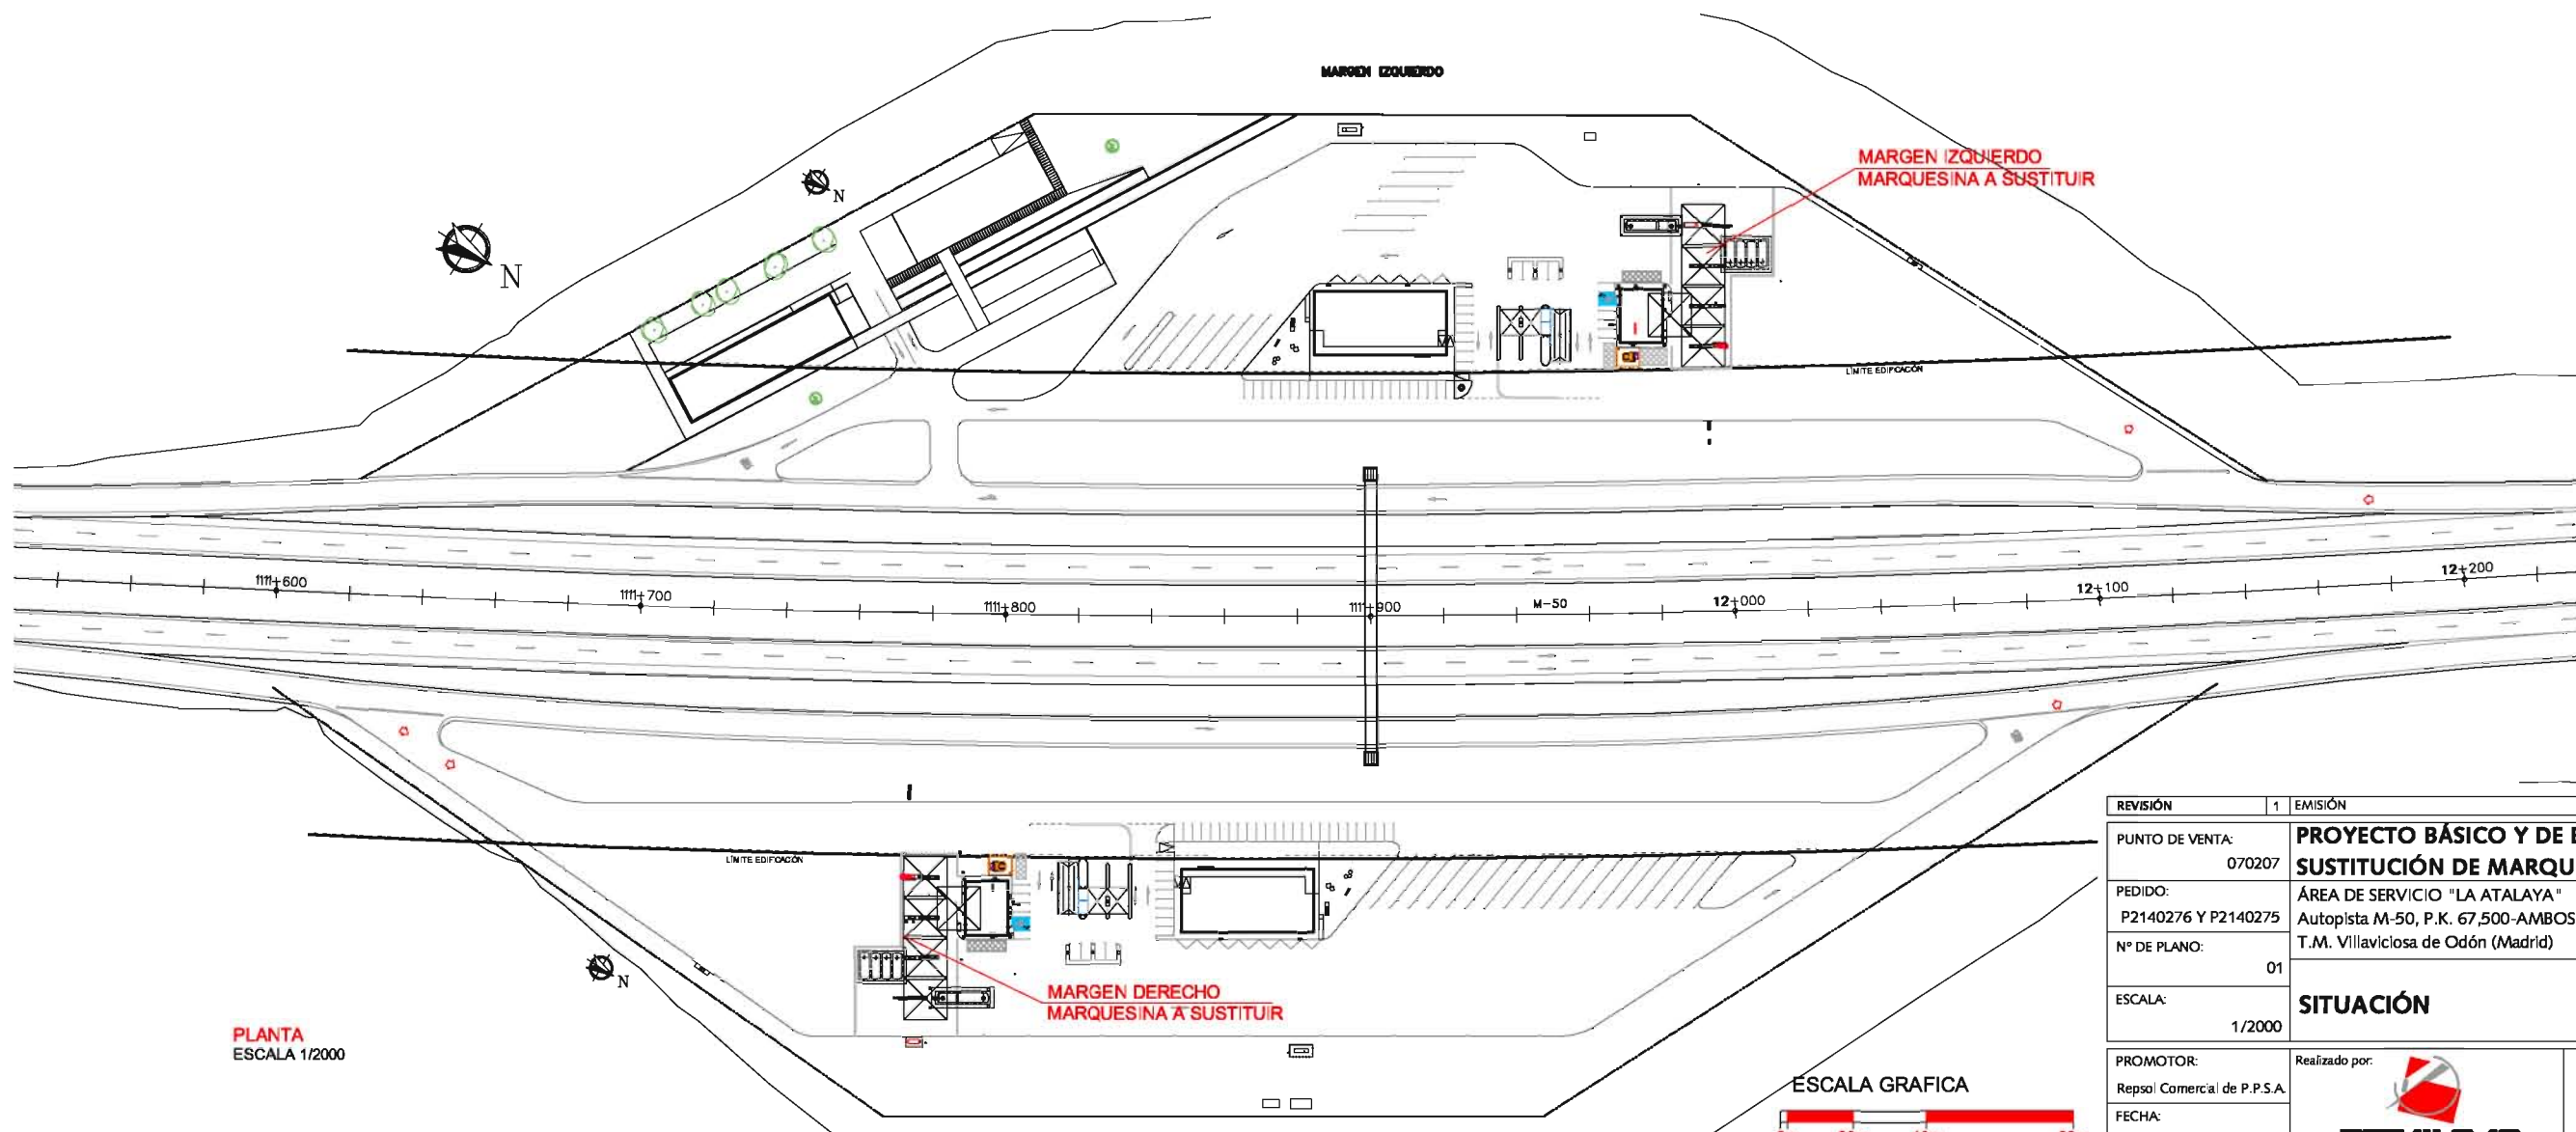 MARGEN IZQUIERDO
MARGEN IZQUIERDO
MARQUESINA A SUSTITUIR
N
N
LÍMITE EDIFICACIÓN
1111+600
1111+700
1111+800
1111+900
M-50
12+000
12+100
12+200
LÍMITE EDIFICACIÓN
N
MARGEN DERECHO
MARQUESINA A SUSTITUIR
PLANTA
ESCALA 1/2000
ESCALA GRAFICA
REVISIÓN 1 EMISIÓN
PUNTO DE VENTA:
070207
PROYECTO BÁSICO Y DE
SUSTITUCIÓN DE MARQU
PEDIDO:
P2140276 Y P2140275
ÁREA DE SERVICIO "LA ATALAYA"
Autopista M-50, P.K. 67,500-AMBOS
T.M. Villaviciosa de Odón (Madrid)
Nº DE PLANO:
01
ESCALA:
1/2000
SITUACIÓN
PROMOTOR:
Repsol Comercial de P.P.S.A.
Realizado por:
FECHA: